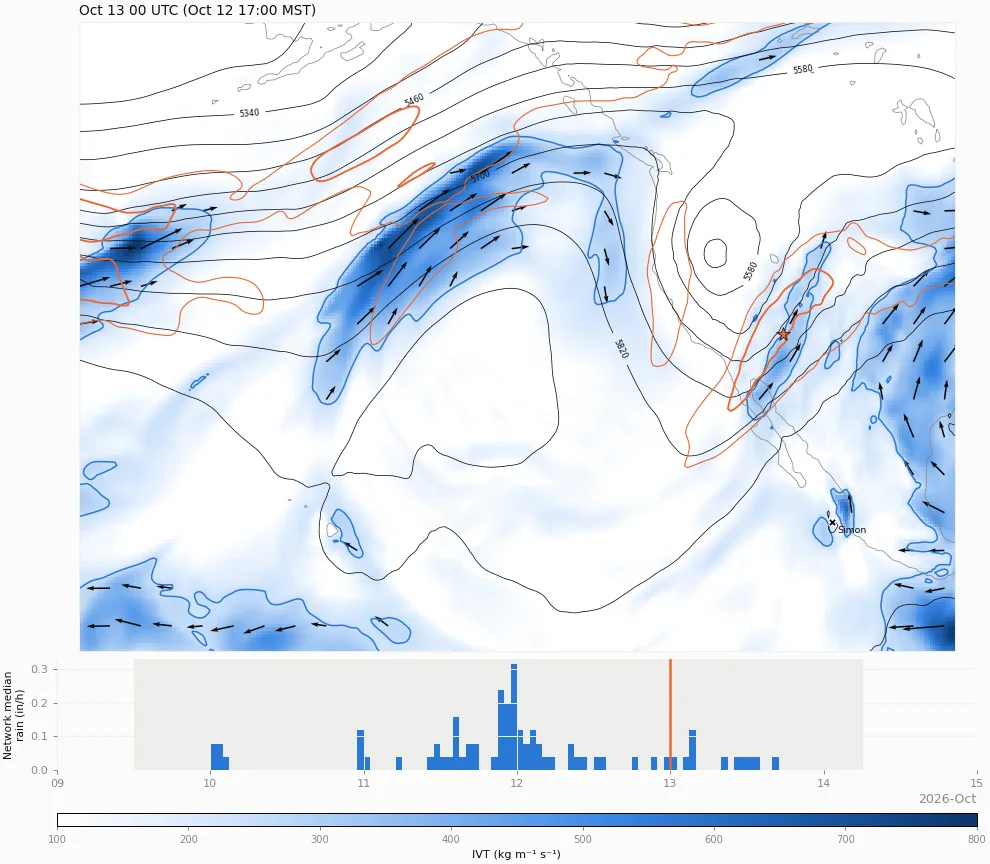 Oct 13 00 UTC (Oct 12 17:00 MST)
5340
5460
5580
5700
5580
5820
Simon
Network median
rain (in/h)
0.3
0.2
0.1
0.0
09 10 11 12 13 14 15
2026-Oct
100 200 300 400 500 600 700 800
IVT (kg m⁻¹ s⁻¹)